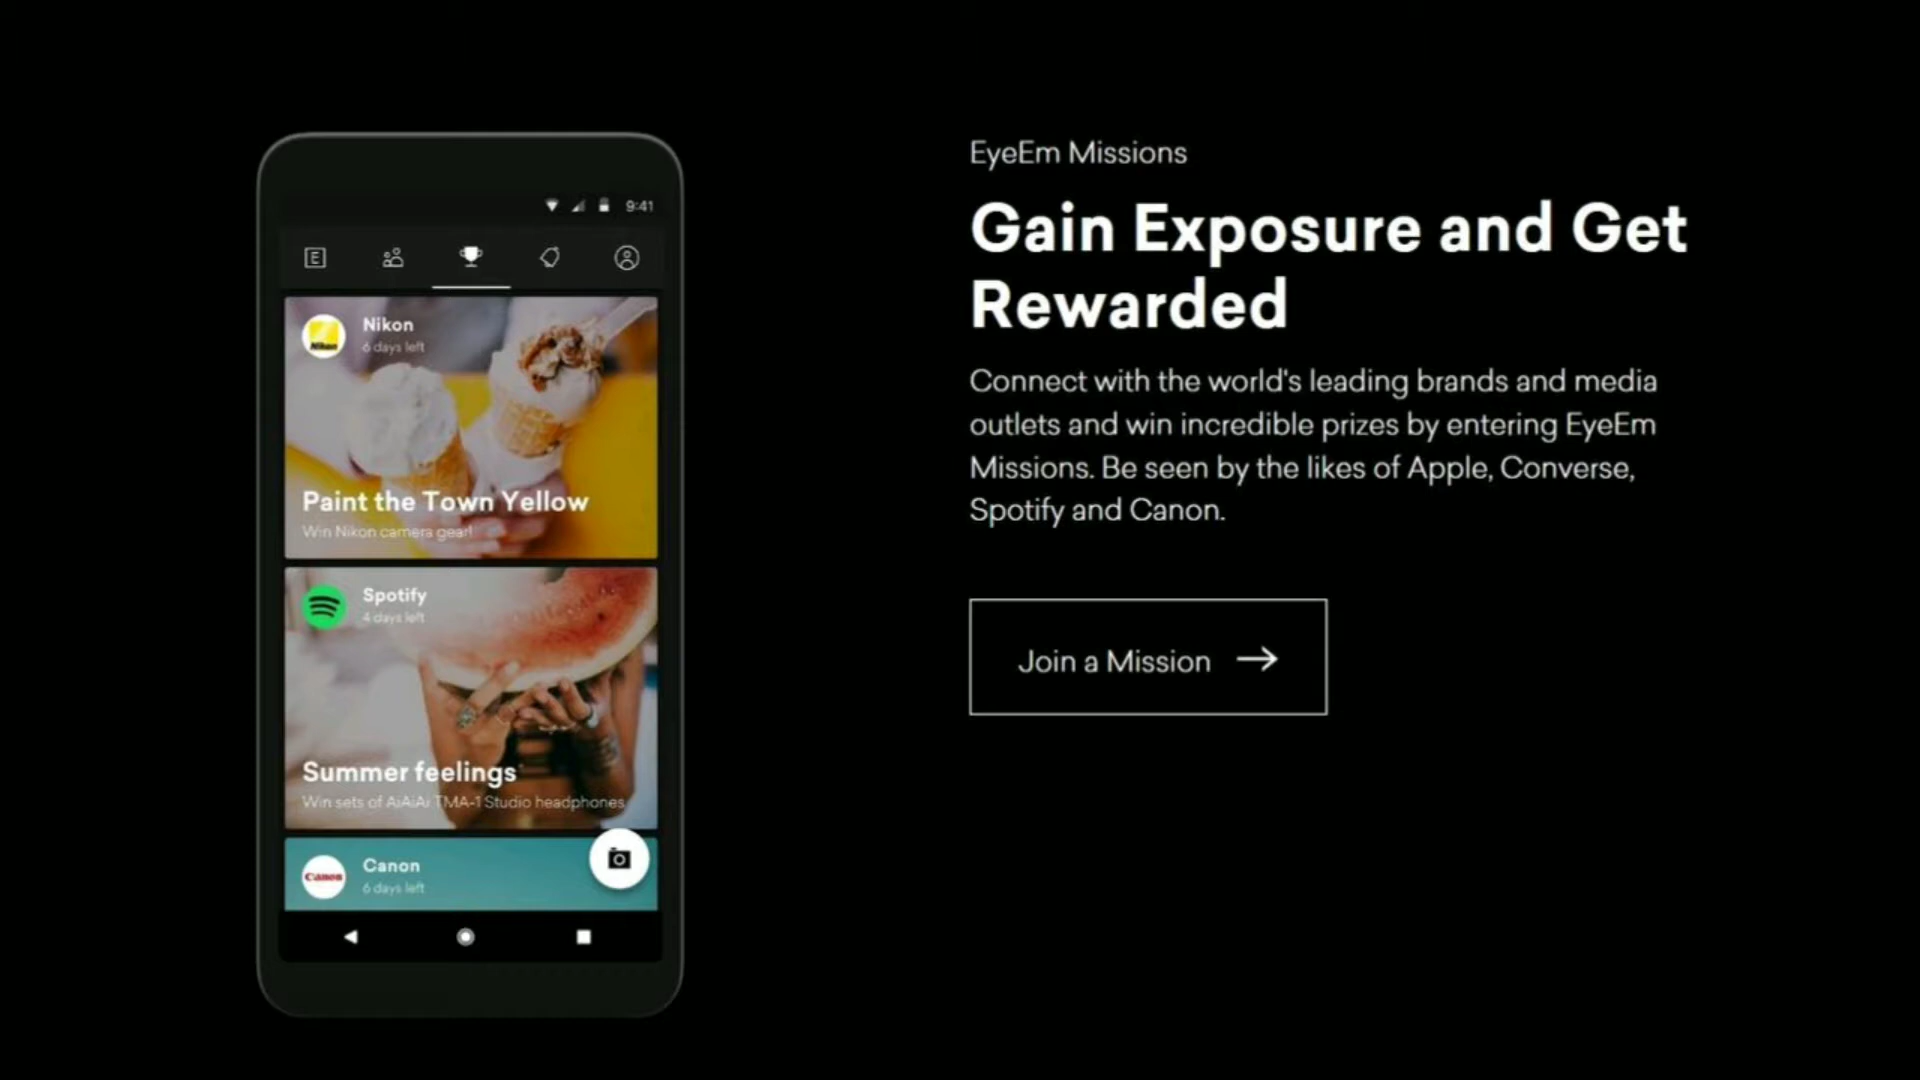 9:41
E
Nikon
6 days left
Nikon
Paint the Town Yellow
Win Nikon camera gear!
Spotify
4 days left
Summer feelings
Win sets of AiAiAi TMA-1 Studio headphones
Canon
6 days left
Canon
EyeEm Missions
Gain Exposure and Get
Rewarded
Connect with the world's leading brands and media
outlets and win incredible prizes by entering EyeEm
Missions. Be seen by the likes of Apple, Converse,
Spotify and Canon.
Join a Mission →